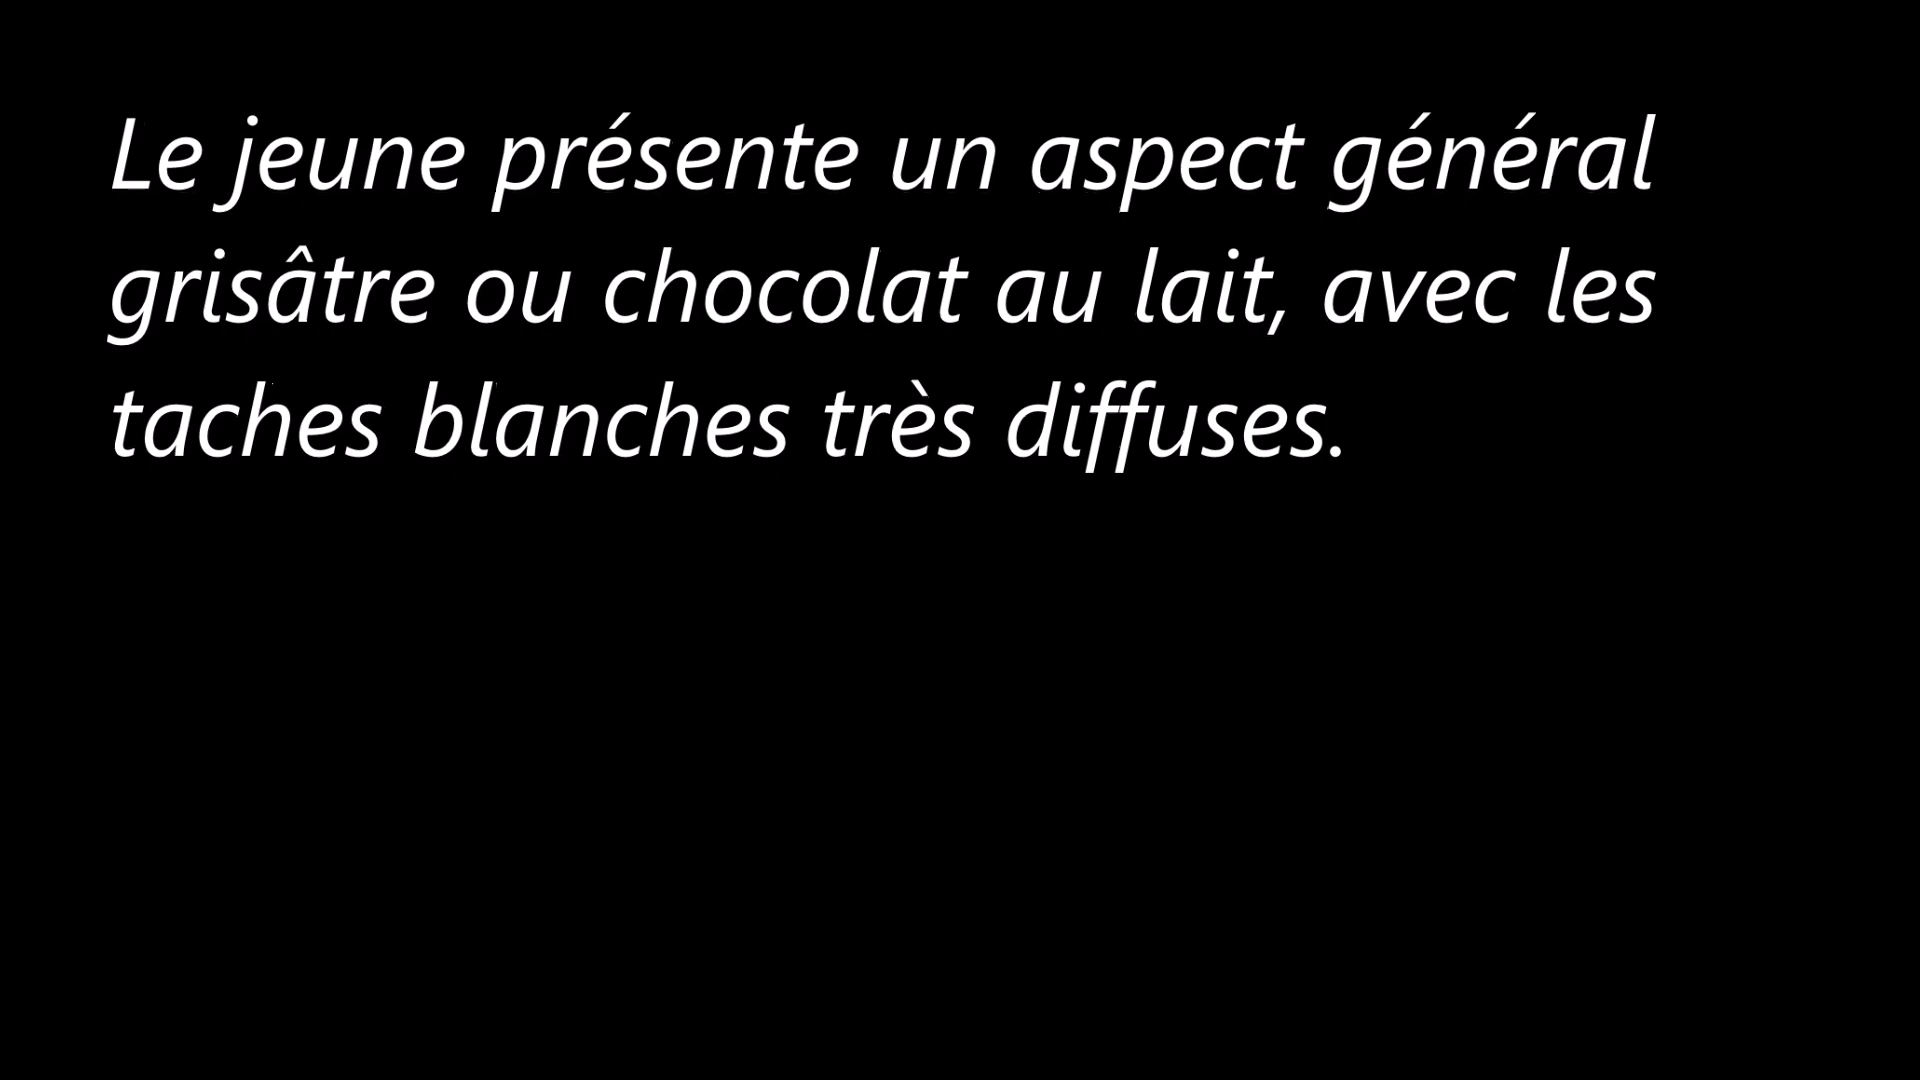 Le jeune présente un aspect général
grisâtre ou chocolat au lait, avec les
taches blanches très diffuses.